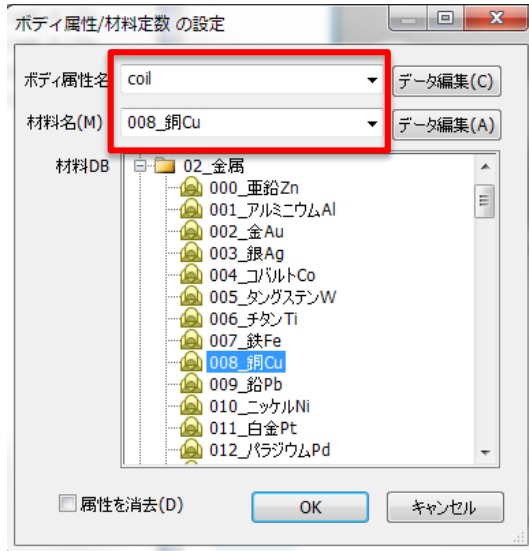 ボディ属性/材料定数 の設定
ボディ属性名 coil データ編集(C)
材料名(M) 008_銅Cu データ編集(A)
材料DB 02_金属
000_亜鉛Zn
001_アルミニウムAl
002_金Au
003_銀Ag
004_コバルトCo
005_タングステンW
006_チタンTi
007_鉄Fe
008_銅Cu
009_鉛Pb
010_ニッケルNi
011_白金Pt
012_パラジウムPd
属性を消去(D) OK キャンセル